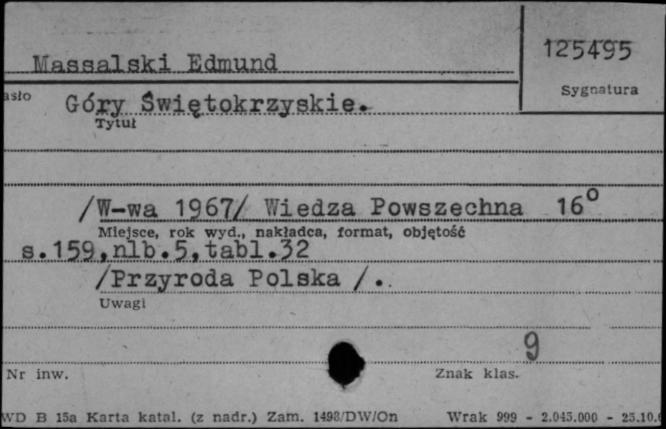 Massalski Edmund
125495
asło
Sygnatura
Góry Świętokrzyskie.
Tytuł
/W-wa 1967/ Wiedza Powszechna 16°
Miejsce, rok wyd., nakładca, format, objętość
s.159,nlb.5,tabl.32
/Przyroda Polska /.
Uwagi
9
Nr inw.
Znak klas.
WD B 15a Karta katal. (z nadr.) Zam. 1498/DW/On Wrak 999 - 2.045.000 - 25.10.